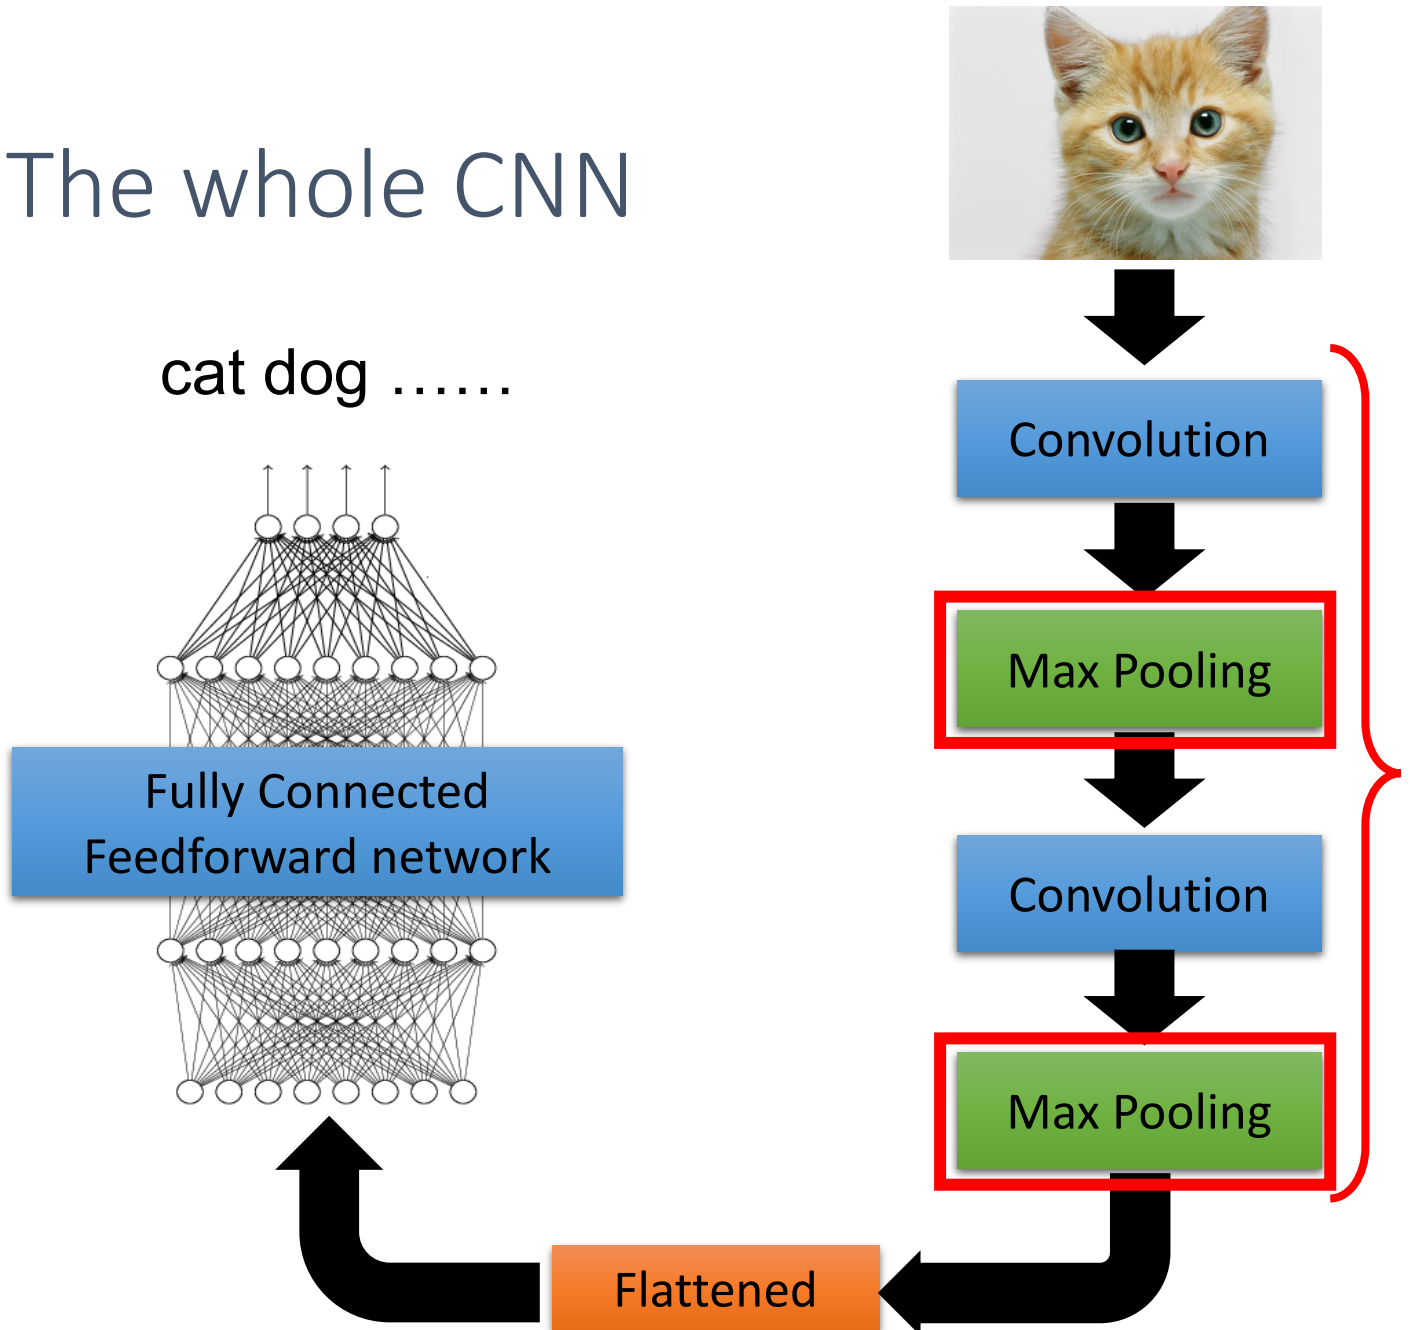 The whole CNN
cat dog ......
Convolution
Max Pooling
Convolution
Max Pooling
Flattened
Fully Connected
Feedforward network